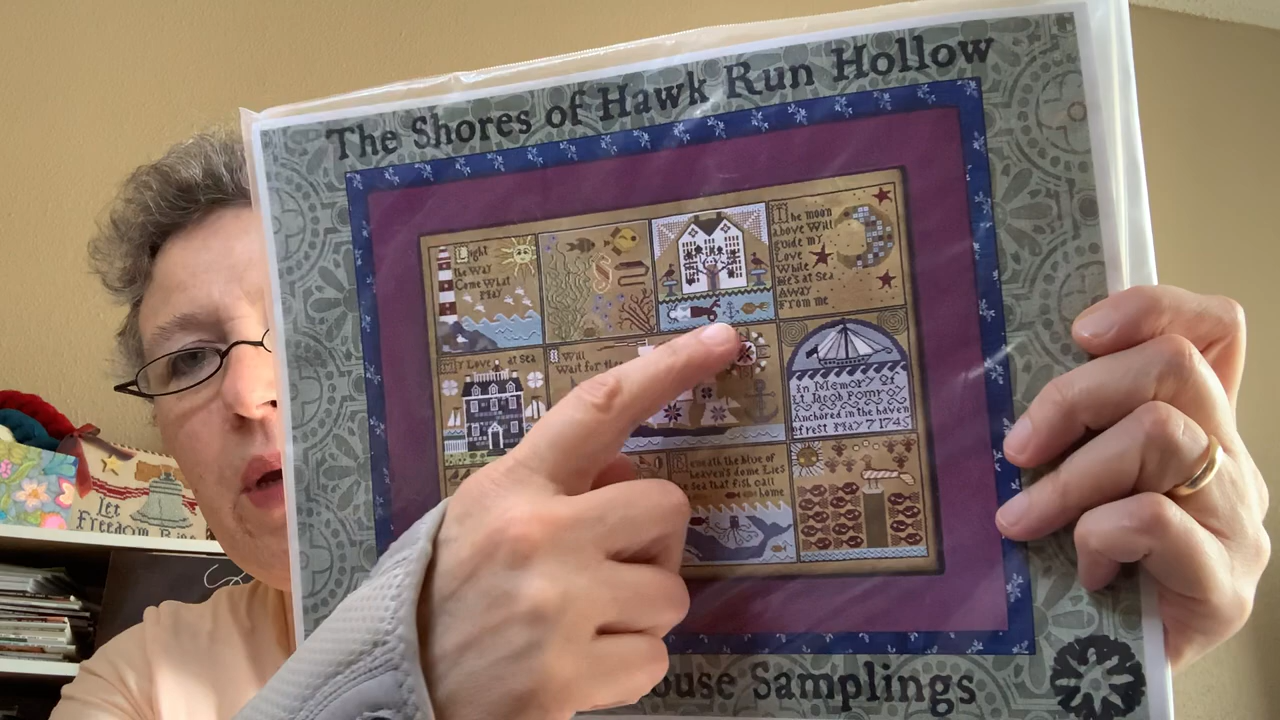 The Shores of Hawk Run Hollow
Light
the Way
Come What
May
The moon
above Will
guide my
Love
While
He's at Sea
Away
From me
My Love at Sea
I Will
Wait for the
In Memory Of
Lt Jacob Pomroy
Anchored in the haven
of rest May 7 1745
Beneath the blue of
heaven's dome Lies
sea that fish call
home
Let
Freedom Ring
ouse Samplings